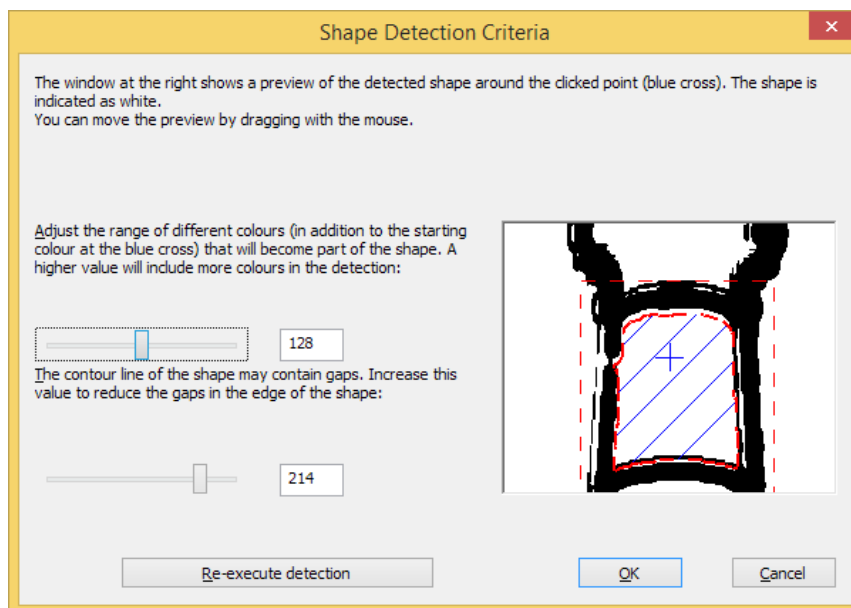 Shape Detection Criteria
The window at the right shows a preview of the detected shape around the clicked point (blue cross). The shape is
indicated as white.
You can move the preview by dragging with the mouse.
Adjust the range of different colours (in addition to the starting
colour at the blue cross) that will become part of the shape. A
higher value will include more colours in the detection:
128
The contour line of the shape may contain gaps. Increase this
value to reduce the gaps in the edge of the shape:
214
Re-execute detection
OK
Cancel